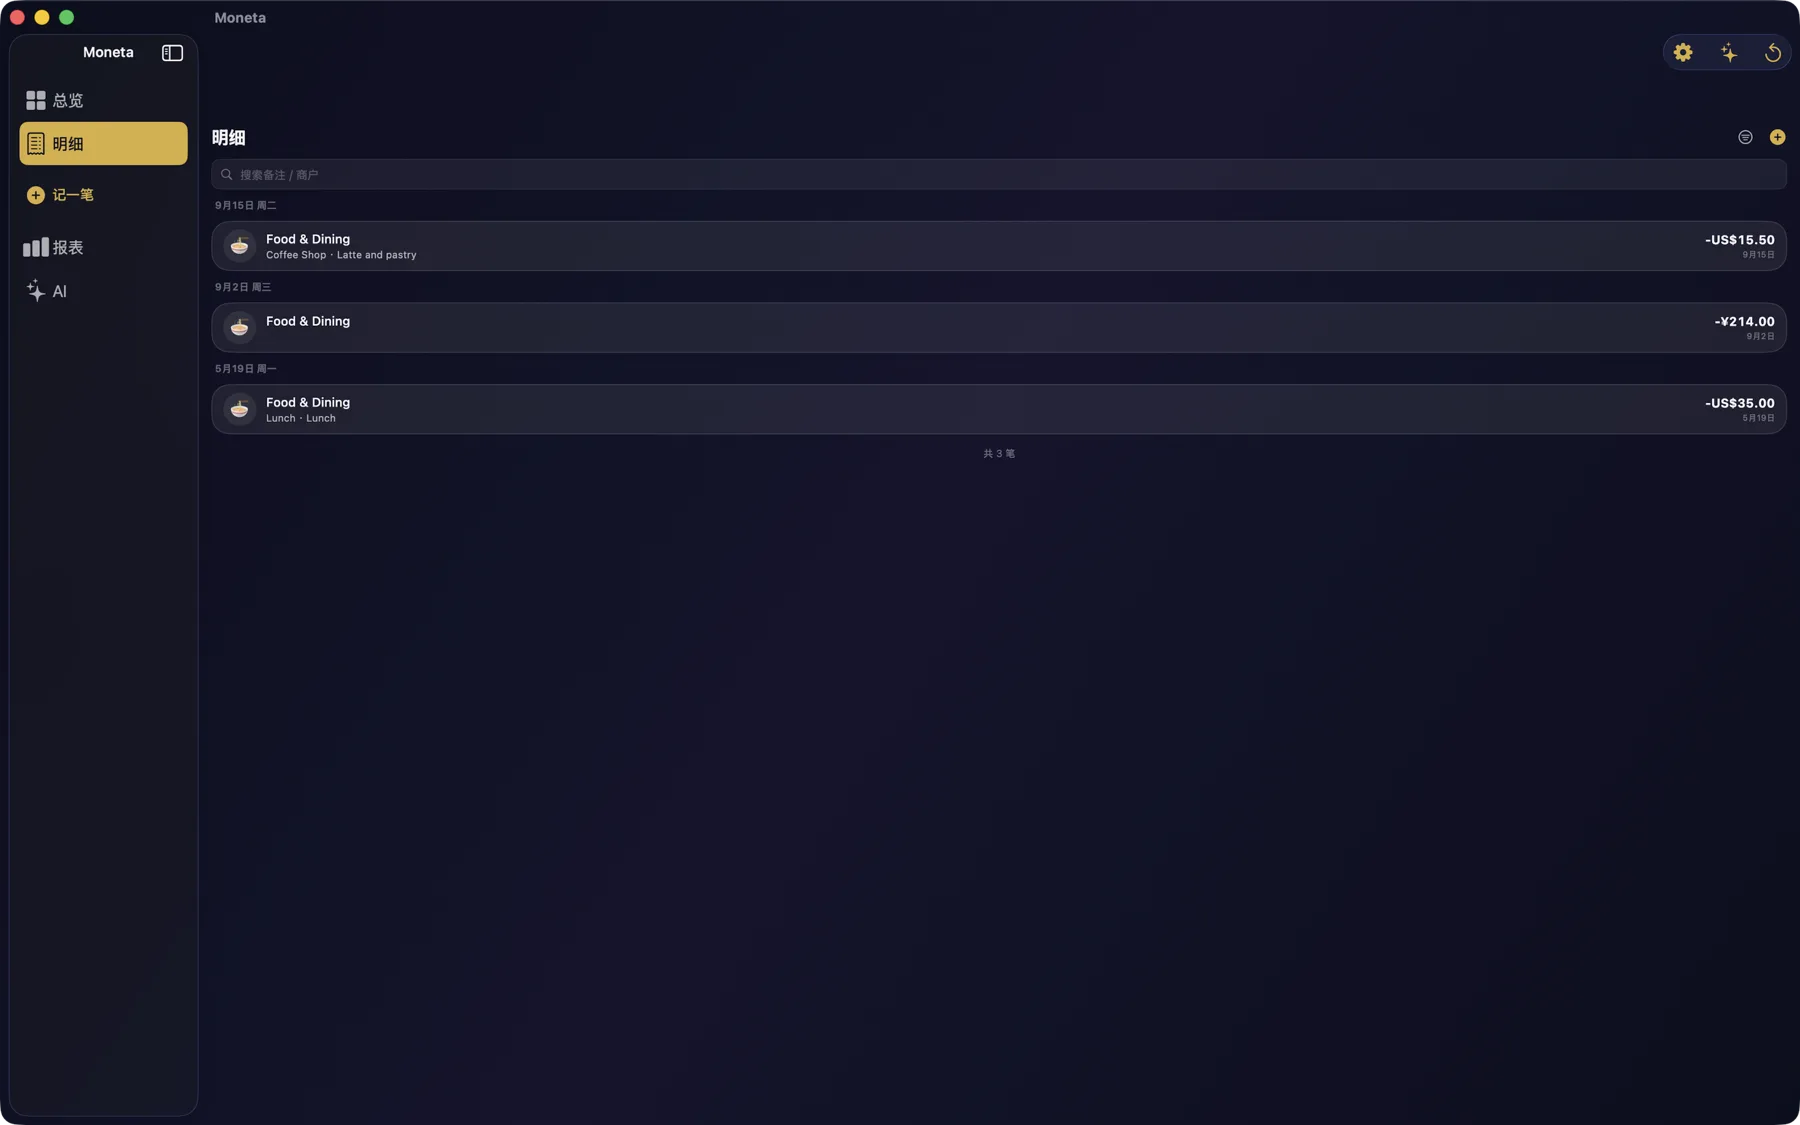 Moneta
Moneta
总览
明细
记一笔
报表
AI
明细
搜索备注 / 商户
9月15日 周二
Food & Dining
Coffee Shop · Latte and pastry
-US$15.50
9月15日
9月2日 周三
Food & Dining
-¥214.00
9月2日
5月19日 周一
Food & Dining
Lunch · Lunch
-US$35.00
5月19日
共 3 笔